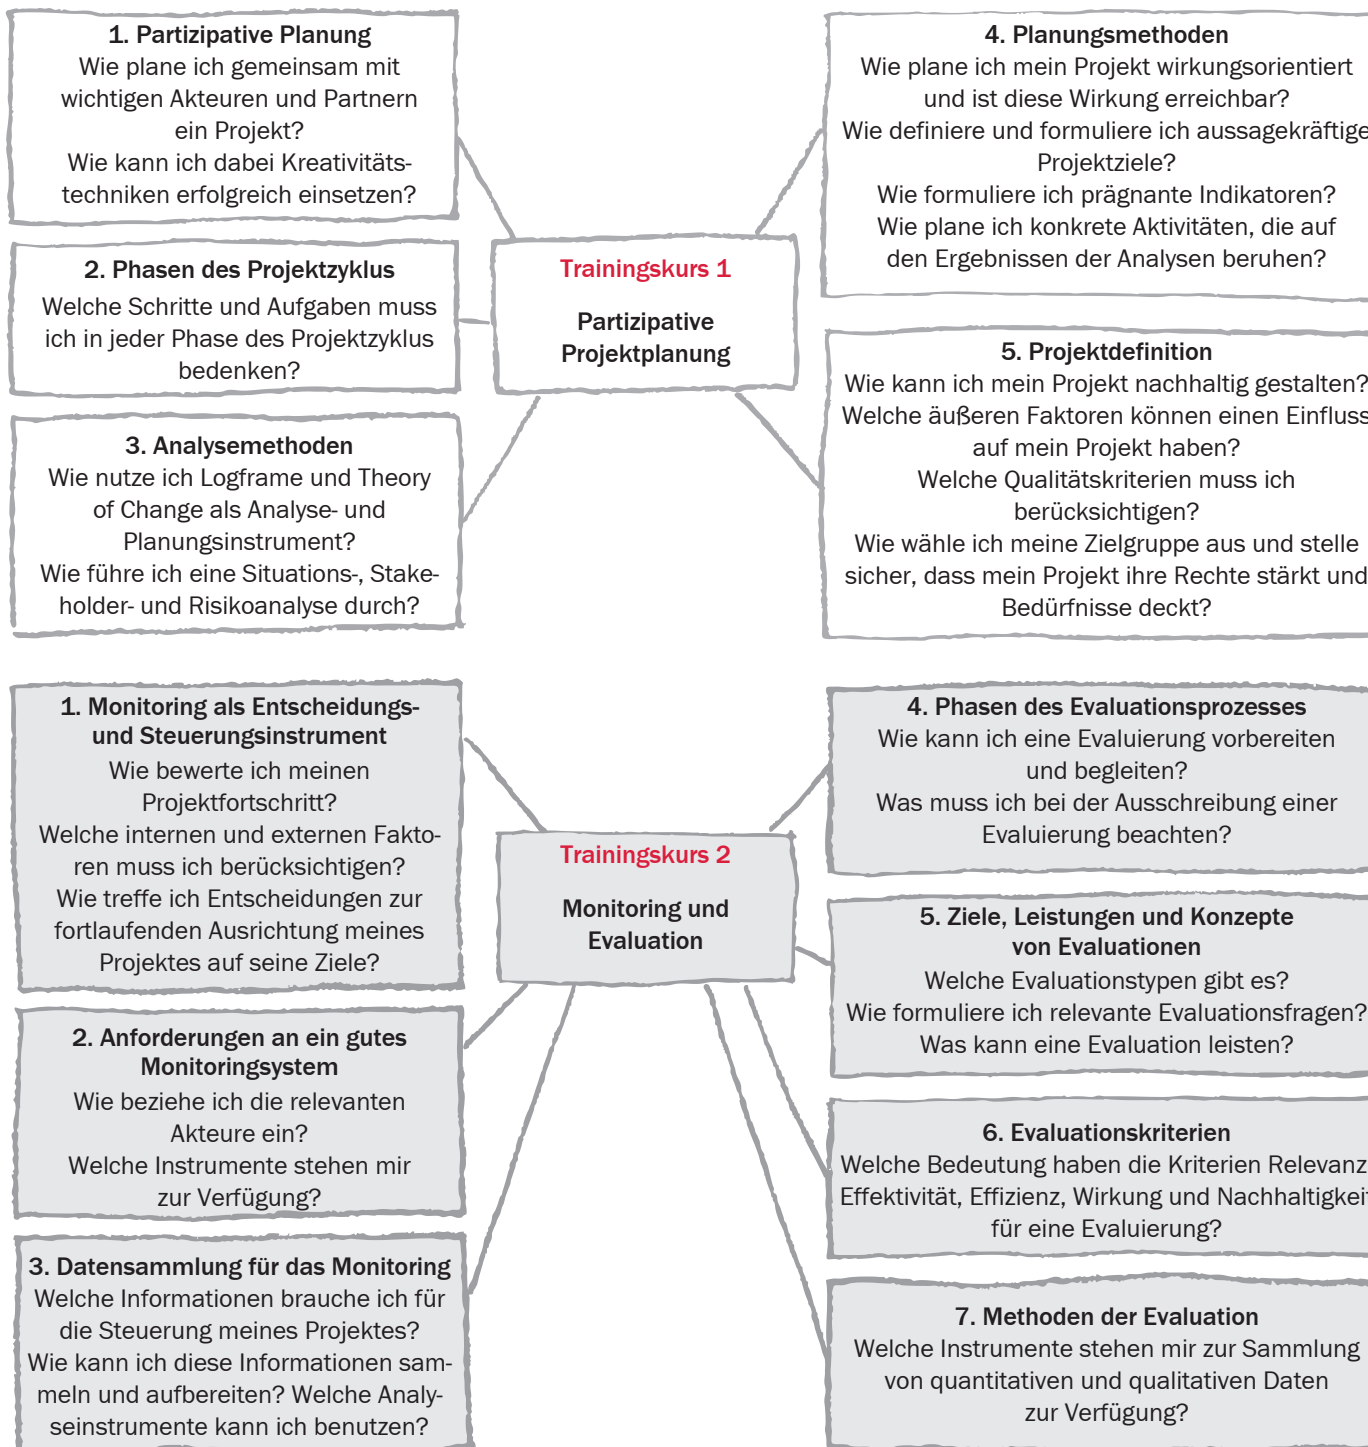 1. Partizipative Planung
Wie plane ich gemeinsam mit
wichtigen Akteuren und Partnern
ein Projekt?
Wie kann ich dabei Kreativitäts-
techniken erfolgreich einsetzen?
2. Phasen des Projektzyklus
Welche Schritte und Aufgaben muss
ich in jeder Phase des Projektzyklus
bedenken?
3. Analysemethoden
Wie nutze ich Logframe und Theory
of Change als Analyse- und
Planungsinstrument?
Wie führe ich eine Situations-, Stake-
holder- und Risikoanalyse durch?
Trainingskurs 1
Partizipative
Projektplanung
4. Planungsmethoden
Wie plane ich mein Projekt wirkungsorientiert
und ist diese Wirkung erreichbar?
Wie definiere und formuliere ich aussagekräftige
Projektziele?
Wie formuliere ich prägnante Indikatoren?
Wie plane ich konkrete Aktivitäten, die auf
den Ergebnissen der Analysen beruhen?
5. Projektdefinition
Wie kann ich mein Projekt nachhaltig gestalten?
Welche äußeren Faktoren können einen Einfluss
auf mein Projekt haben?
Welche Qualitätskriterien muss ich
berücksichtigen?
Wie wähle ich meine Zielgruppe aus und stelle
sicher, dass mein Projekt ihre Rechte stärkt und
Bedürfnisse deckt?
1. Monitoring als Entscheidungs-
und Steuerungsinstrument
Wie bewerte ich meinen
Projektfortschritt?
Welche internen und externen Fakto-
ren muss ich berücksichtigen?
Wie treffe ich Entscheidungen zur
fortlaufenden Ausrichtung meines
Projektes auf seine Ziele?
2. Anforderungen an ein gutes
Monitoringsystem
Wie beziehe ich die relevanten
Akteure ein?
Welche Instrumente stehen mir
zur Verfügung?
3. Datensammlung für das Monitoring
Welche Informationen brauche ich für
die Steuerung meines Projektes?
Wie kann ich diese Informationen sam-
meln und aufbereiten? Welche Analy-
seinstrumente kann ich benutzen?
Trainingskurs 2
Monitoring und
Evaluation
4. Phasen des Evaluationsprozesses
Wie kann ich eine Evaluierung vorbereiten
und begleiten?
Was muss ich bei der Ausschreibung einer
Evaluierung beachten?
5. Ziele, Leistungen und Konzepte
von Evaluationen
Welche Evaluationstypen gibt es?
Wie formuliere ich relevante Evaluationsfragen?
Was kann eine Evaluation leisten?
6. Evaluationskriterien
Welche Bedeutung haben die Kriterien Relevanz
Effektivität, Effizienz, Wirkung und Nachhaltigkeit
für eine Evaluierung?
7. Methoden der Evaluation
Welche Instrumente stehen mir zur Sammlung
von quantitativen und qualitativen Daten
zur Verfügung?